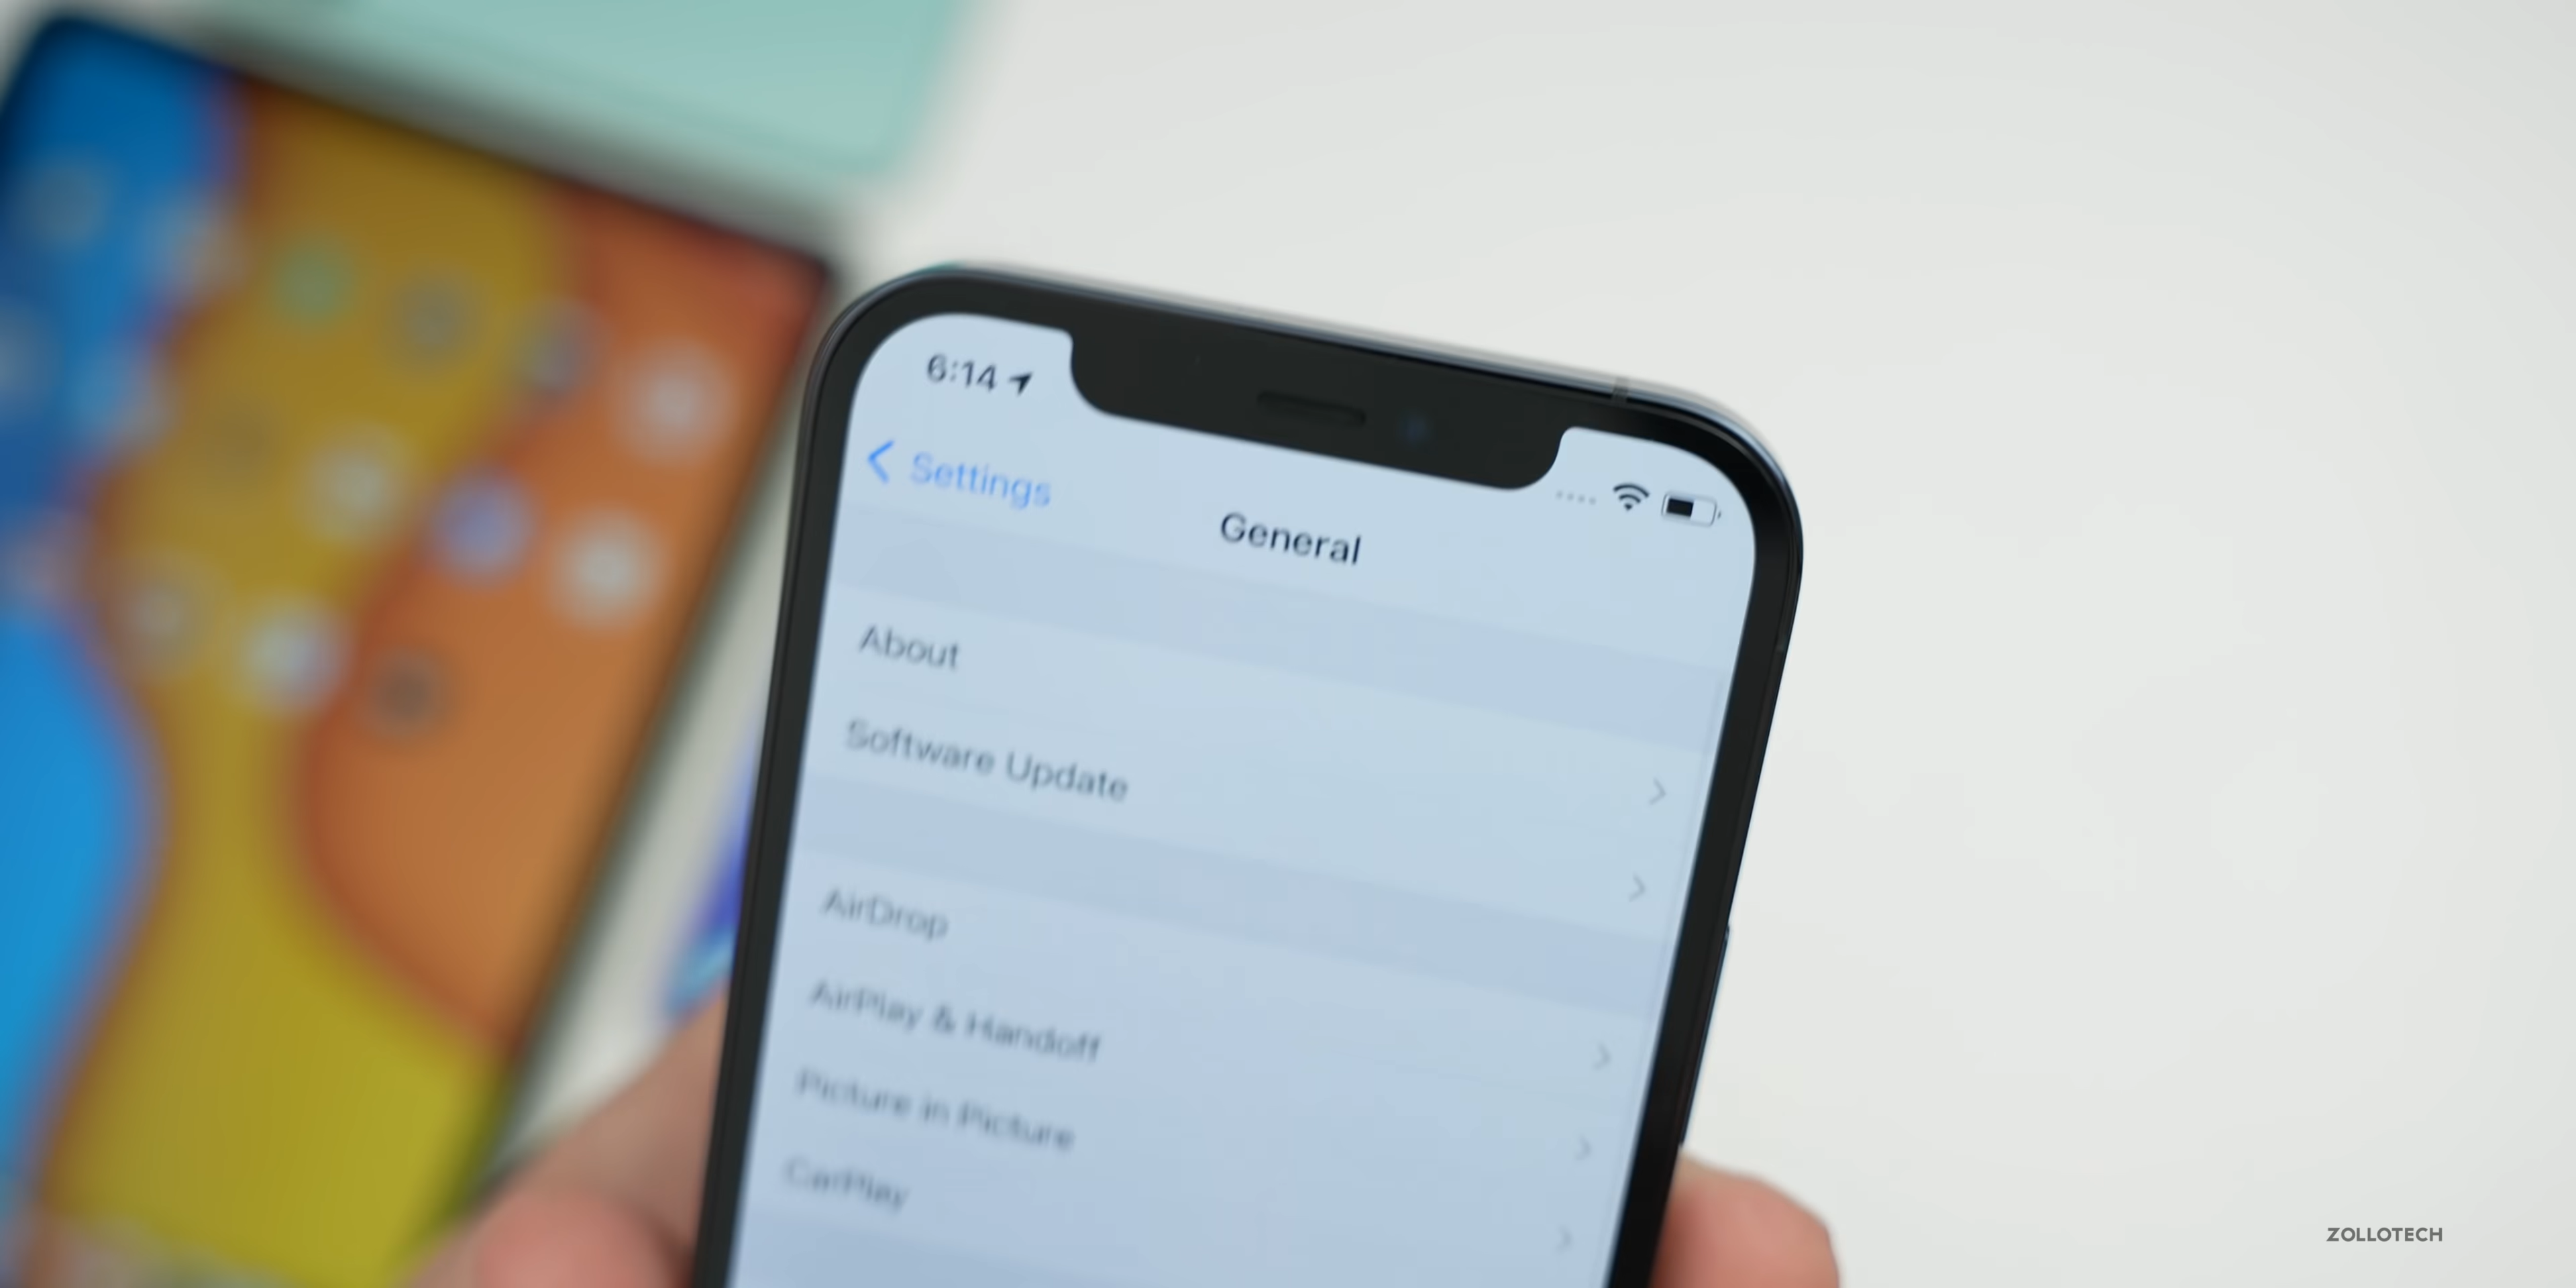 6:14
Settings
General
About
Software Update
AirDrop
AirPlay & Handoff
Picture in Picture
CarPlay
ZOLLOTECH